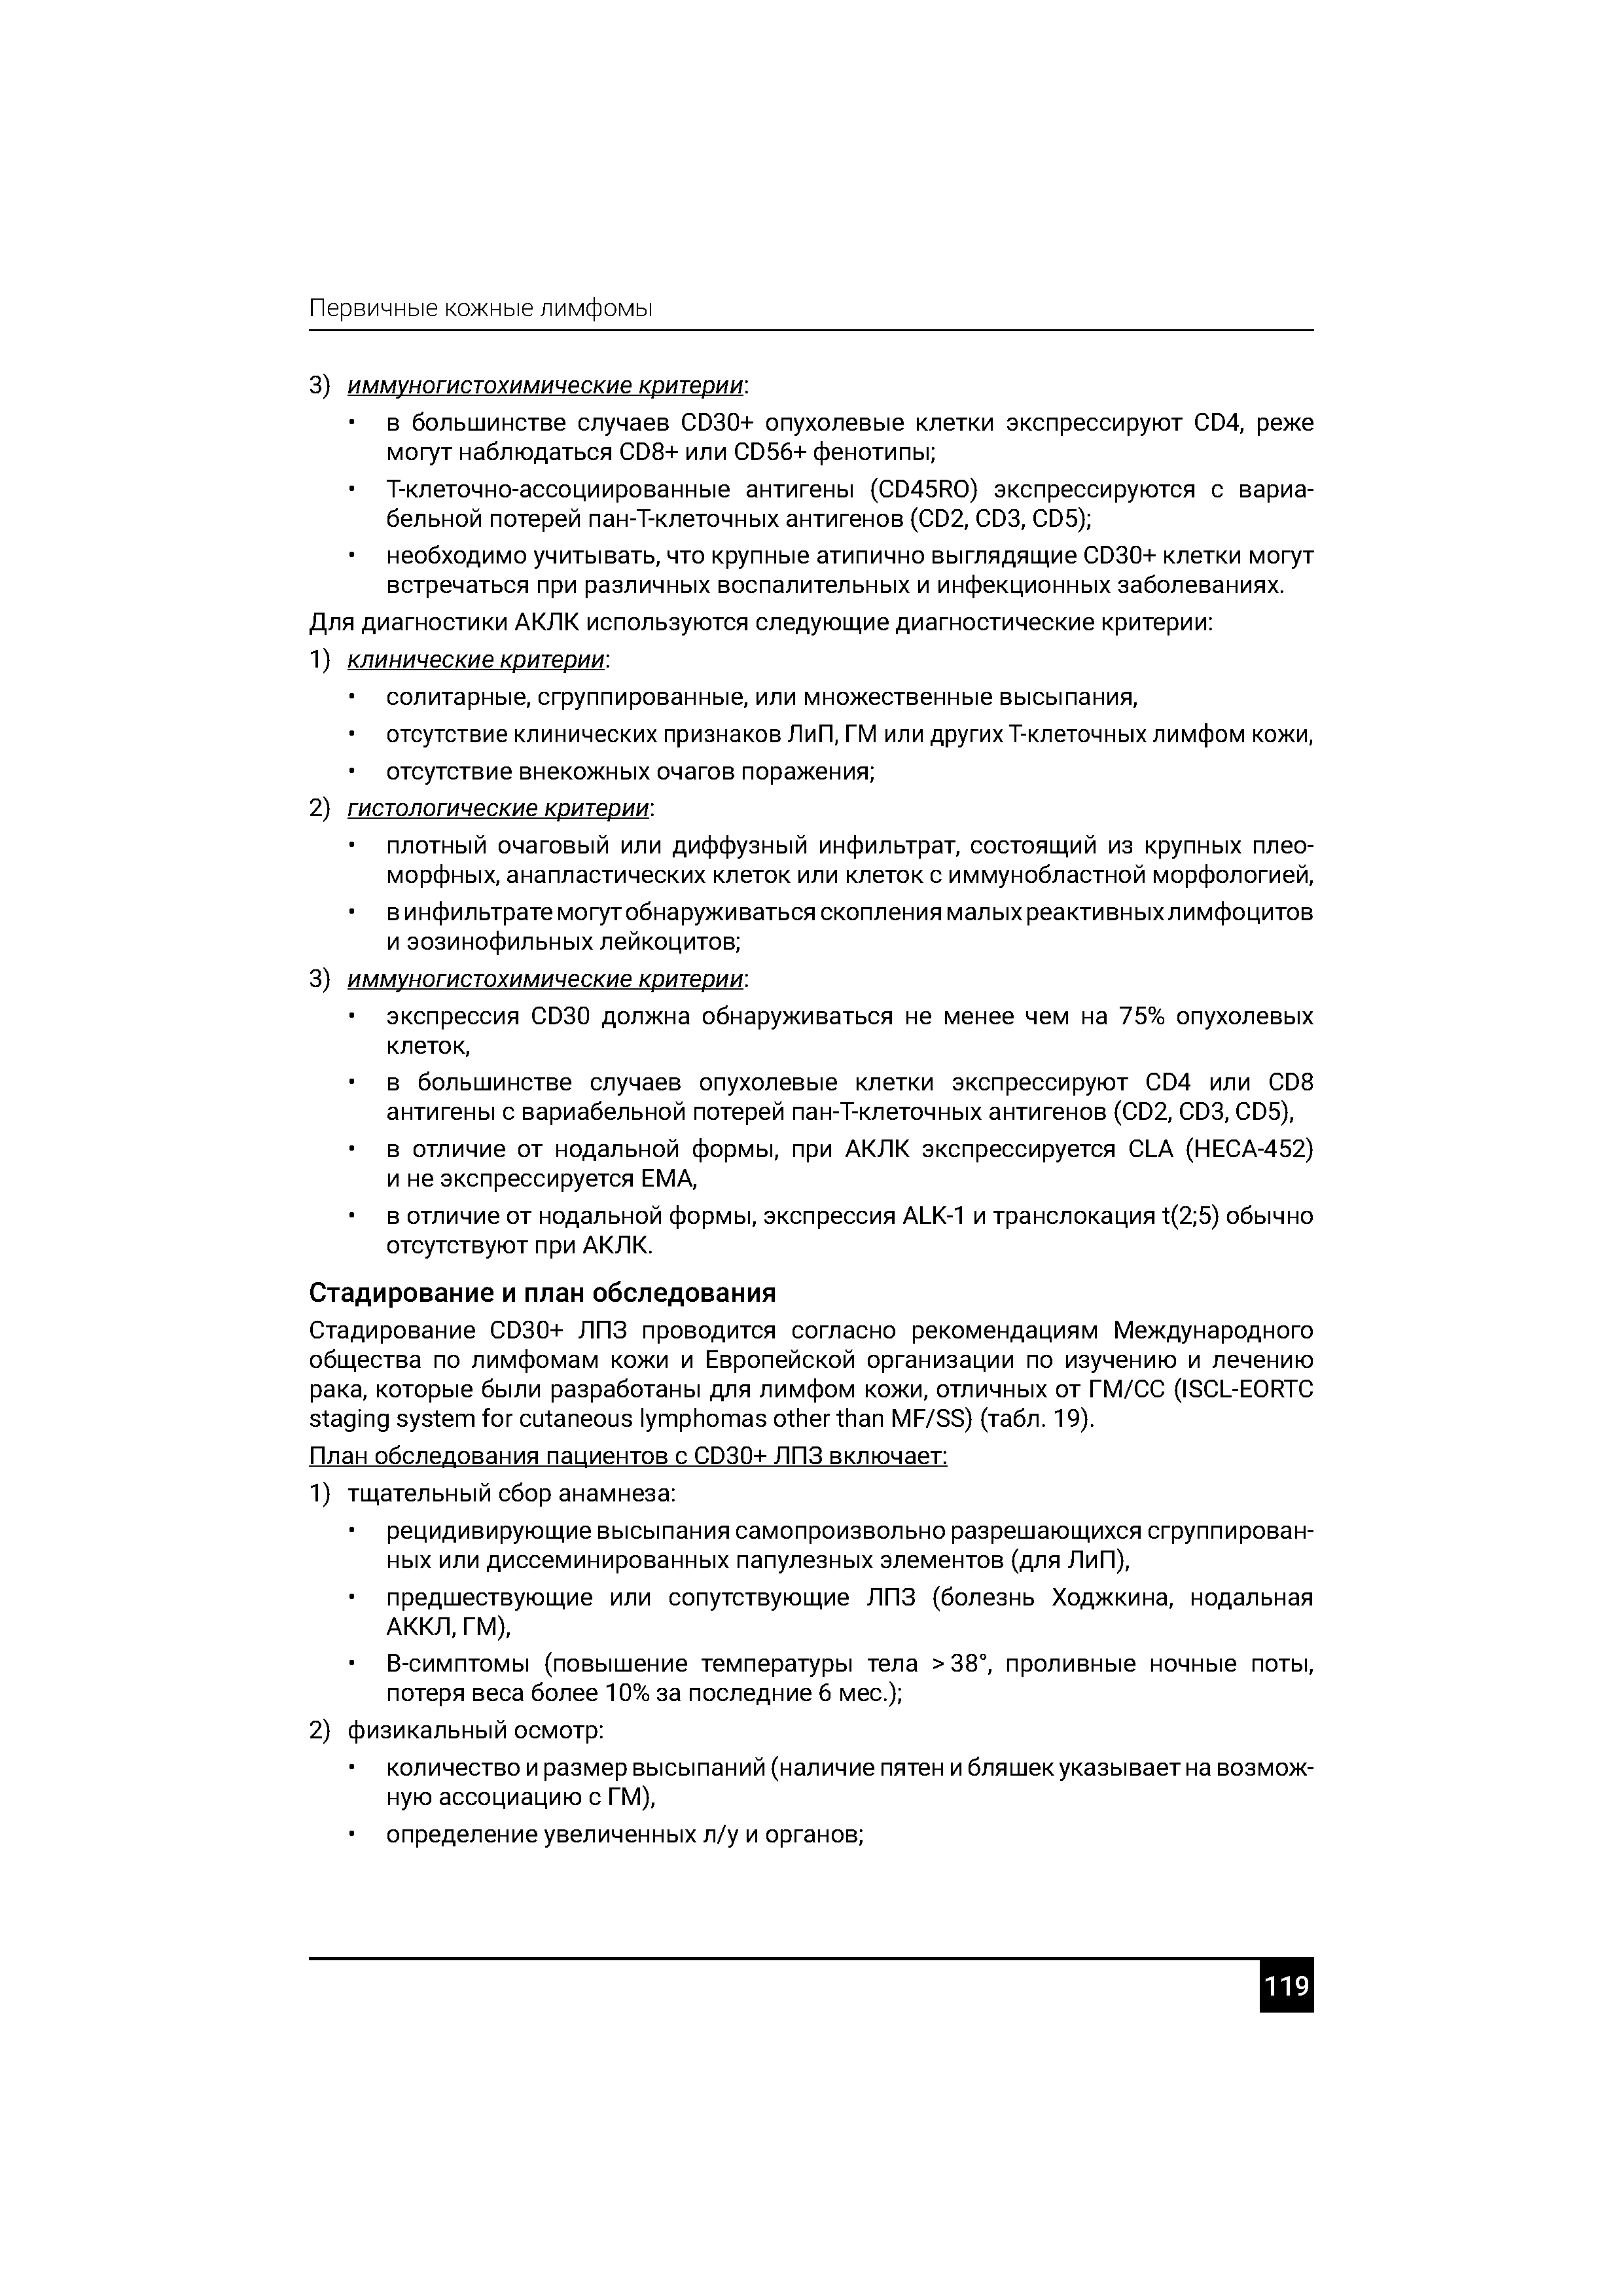 Первичные кожные лимфомы
3) иммуногистохимические критерии:
• в большинстве случаев CD30+ опухолевые клетки экспрессируют CD4, реже
могут наблюдаться CD8+ или CD56+ фенотипы;
• Т-клеточно-ассоциированные антигены (CD45RO) экспрессируются с вариа-
бельной потерей пан-Т-клеточных антигенов (CD2, CD3, CD5);
• необходимо учитывать, что крупные атипично выглядящие CD30+ клетки могут
встречаться при различных воспалительных и инфекционных заболеваниях.
Для диагностики АКЛК используются следующие диагностические критерии:
1) клинические критерии:
• солитарные, сгруппированные, или множественные высыпания,
• отсутствие клинических признаков ЛиП, ГМ или других Т-клеточных лимфом кожи,
• отсутствие внекожных очагов поражения;
2) гистологические критерии:
• плотный очаговый или диффузный инфильтрат, состоящий из крупных плео-
морфных, анапластических клеток или клеток с иммунобластной морфологией,
• в инфильтрате могут обнаруживаться скопления малых реактивных лимфоцитов
и эозинофильных лейкоцитов;
3) иммуногистохимические критерии:
• экспрессия CD30 должна обнаруживаться не менее чем на 75% опухолевых
клеток,
• в большинстве случаев опухолевые клетки экспрессируют CD4 или CD8
антигены с вариабельной потерей пан-Т-клеточных антигенов (CD2, CD3, CD5),
• в отличие от нодальной формы, при АКЛК экспрессируется CLA (HECA-452)
и не экспрессируется EMA,
• в отличие от нодальной формы, экспрессия ALK-1 и транслокация t(2;5) обычно
отсутствуют при АКЛК.
Стадирование и план обследования
Стадирование CD30+ ЛПЗ проводится согласно рекомендациям Международного
общества по лимфомам кожи и Европейской организации по изучению и лечению
рака, которые были разработаны для лимфом кожи, отличных от ГМ/СС (ISCL-EORTC
staging system for cutaneous lymphomas other than MF/SS) (табл. 19).
План обследования пациентов с CD30+ ЛПЗ включает:
1) тщательный сбор анамнеза:
• рецидивирующие высыпания самопроизвольно разрешающихся сгруппирован-
ных или диссеминированных папулезных элементов (для ЛиП),
• предшествующие или сопутствующие ЛПЗ (болезнь Ходжкина, нодальная
АККЛ, ГМ),
• В-симптомы (повышение температуры тела > 38°, проливные ночные поты,
потеря веса более 10% за последние 6 мес.);
2) физикальный осмотр:
• количество и размер высыпаний (наличие пятен и бляшек указывает на возмож-
ную ассоциацию с ГМ),
• определение увеличенных л/у и органов;
119